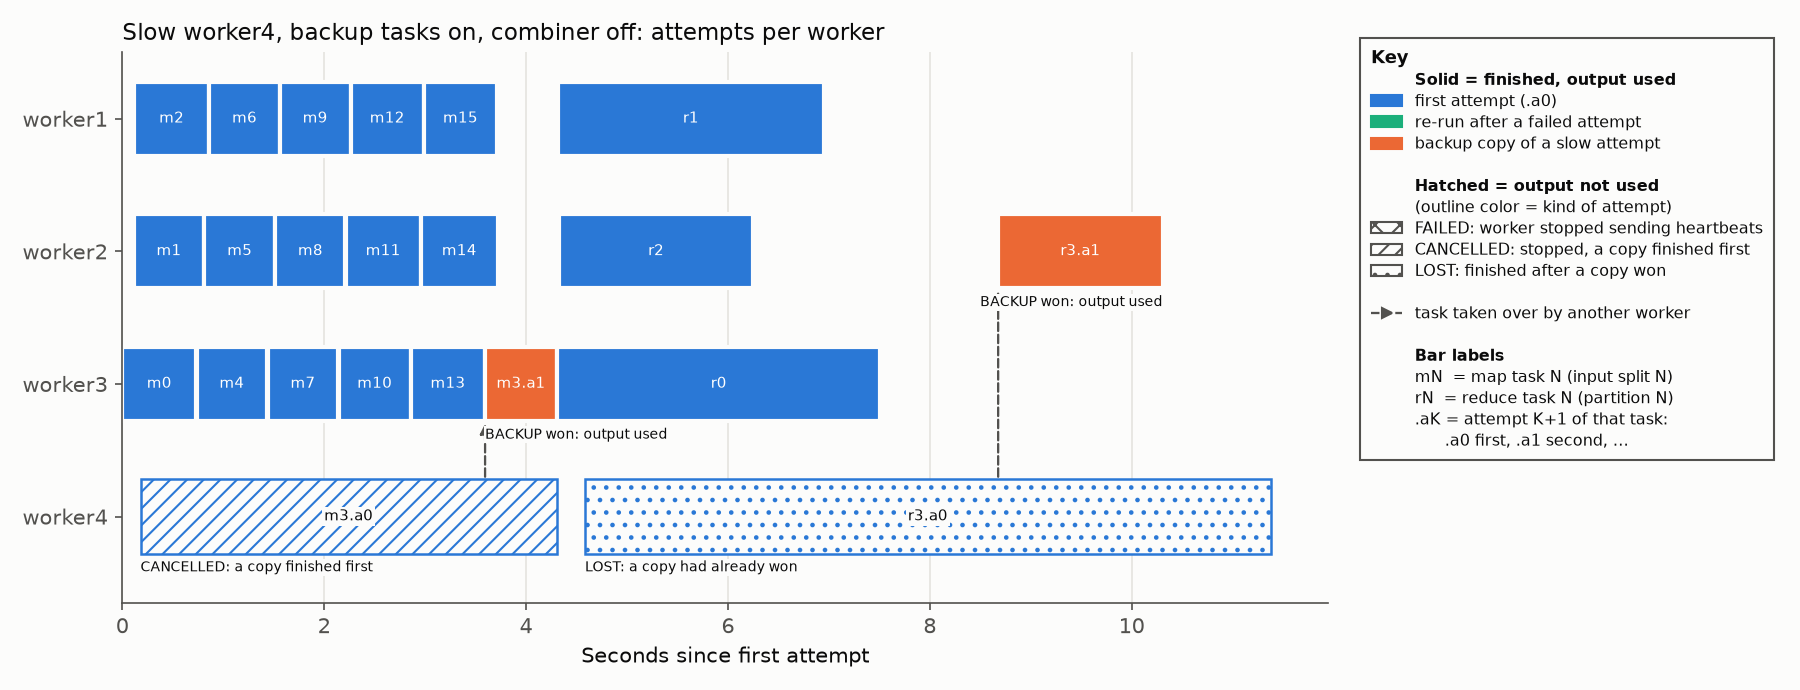 Slow worker4, backup tasks on, combiner off: attempts per worker
worker1
m2
m6
m9
m12
m15
r1
worker2
m1
m5
m8
m11
m14
r2
r3.a1
BACKUP won: output used
worker3
m0
m4
m7
m10
m13
m3.a1
r0
BACKUP won: output used
worker4
m3.a0
r3.a0
CANCELLED: a copy finished first
LOST: a copy had already won
0
2
4
6
8
10
Seconds since first attempt
Key
Solid = finished, output used
first attempt (.a0)
re-run after a failed attempt
backup copy of a slow attempt
Hatched = output not used
(outline color = kind of attempt)
FAILED: worker stopped sending heartbeats
CANCELLED: stopped, a copy finished first
LOST: finished after a copy won
task taken over by another worker
Bar labels
mN  = map task N (input split N)
rN  = reduce task N (partition N)
.aK = attempt K+1 of that task:
.a0 first, .a1 second, …